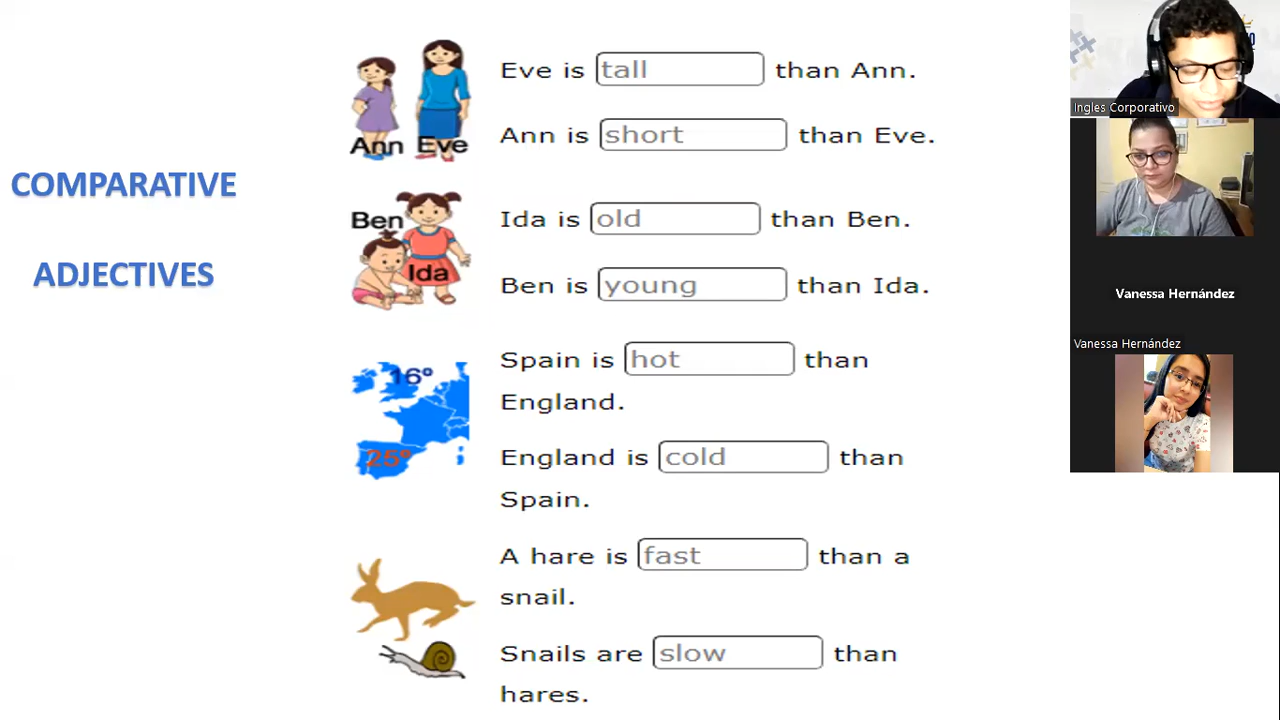 COMPARATIVE
ADJECTIVES
Ann Eve
Eve is tall than Ann.
Ann is short than Eve.
Ben
Ida
Ida is old than Ben.
Ben is young than Ida.
16º
25º
Spain is hot than
England.
England is cold than
Spain.
A hare is fast than a
snail.
Snails are slow than
hares.
Ingles Corporativo
Vanessa Hernández
Vanessa Hernández